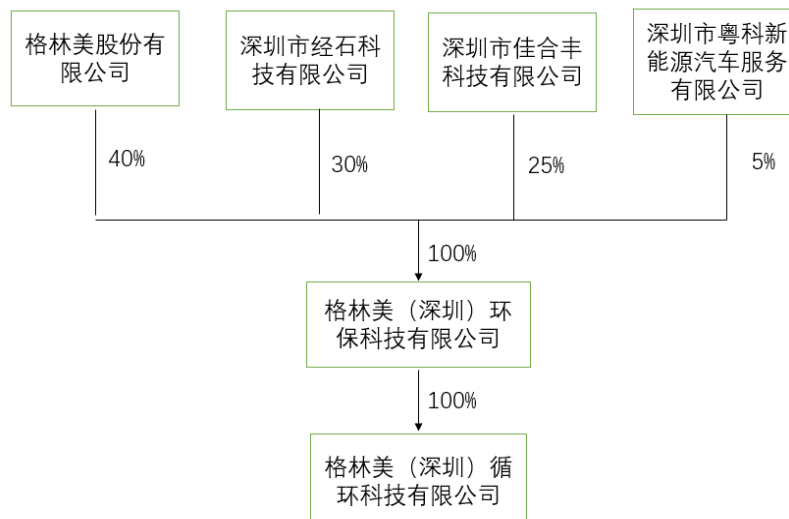 格林美股份有
限公司
深圳市经石科
技有限公司
深圳市佳合丰
科技有限公司
深圳市粤科新
能源汽车服务
有限公司
40%
30%
25%
5%
100%
格林美（深圳）环
保科技有限公司
100%
格林美（深圳）循
环科技有限公司